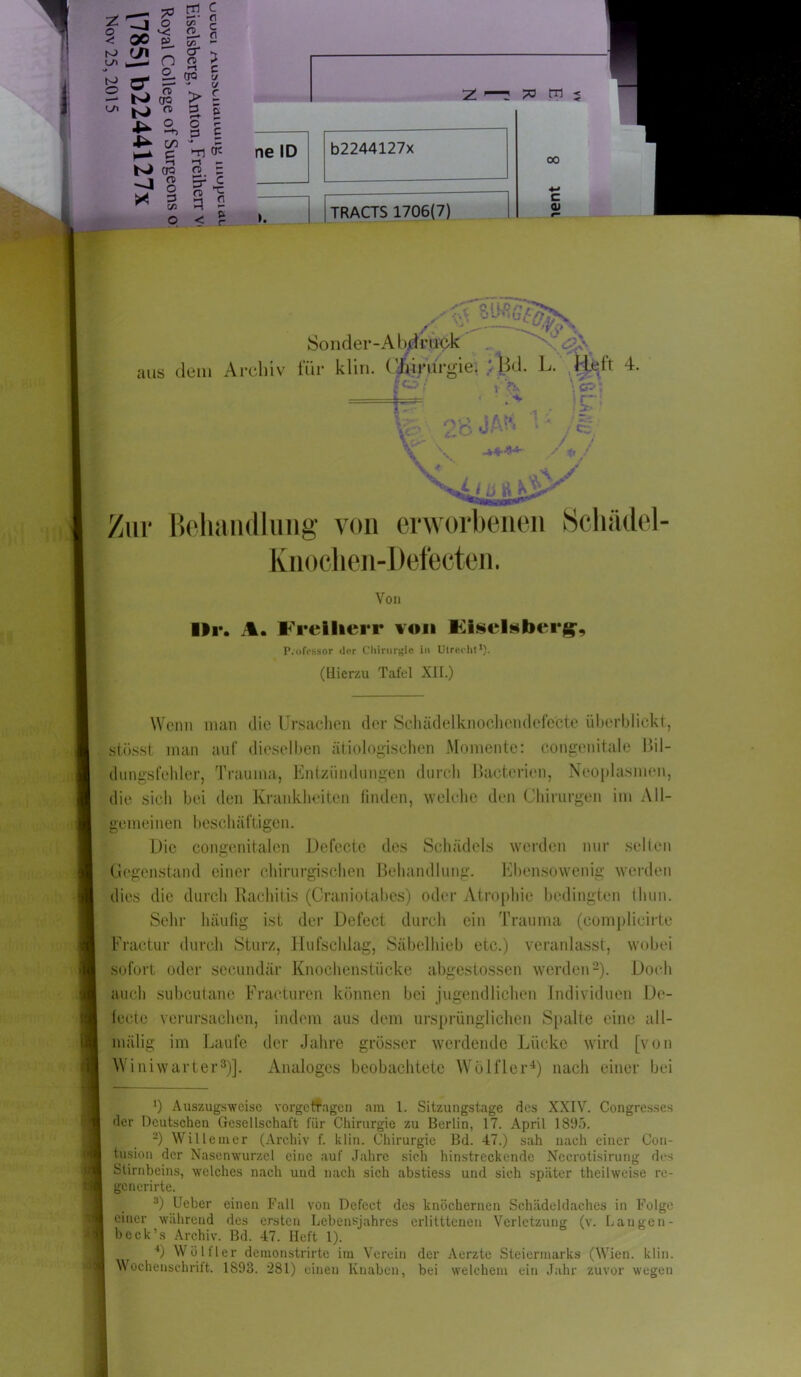 Eiselsberg, Anton, Freiherr v
Royal College of Surgeons o
1785|| b2244127x
Nov 25, 2015
ne ID
b2244127x
TRACTS 1706(7)
8
Sonder-Abdruck
aus dem Archiv für klin. Chirurgie. Bd. L. Heft 4.
28 JAN
Zur Behandlung von erworbenen Schädel-
Knochen-Defecten.
Von
Dr. A. Freiherr von Eiselsberg,
Professor der Chirurgie in Utrecht¹).
(Hierzu Tafel XII.)
Wenn man die Ursachen der Schädelknochendefecte überblickt,
stösst man auf dieselben ätiologischen Momente: congenitale Bil-
dungsfehler, Trauma, Entzündungen durch Bacterien, Neoplasmen,
die sich bei den Krankheiten finden, welche den Chirurgen im All-
gemeinen beschäftigen.
Die congenitalen Defecte des Schädels werden nur selten
Gegenstand einer chirurgischen Behandlung. Ebensowenig werden
dies die durch Rachitis (Craniotabes) oder Atrophie bedingten thun.
Sehr häufig ist der Defect durch ein Trauma (complicirte
Fractur durch Sturz, Hufschlag, Säbelhieb etc.) veranlasst, wobei
sofort oder secundär Knochenstücke abgestossen werden²). Doch
auch subcutane Fracturen können bei jugendlichen Individuen De-
fecte verursachen, indem aus dem ursprünglichen Spalte eine all-
mälig im Laufe der Jahre grösser werdende Lücke wird [von
Winiwarter³)]. Analoges beobachtete Wölfler⁴) nach einer bei
¹) Auszugsweise vorgetragen am 1. Sitzungstage des XXIV. Congresses
der Deutschen Gesellschaft für Chirurgie zu Berlin, 17. April 1895.
²) Willemer (Archiv f. klin. Chirurgie Bd. 47.) sah nach einer Con-
tusion der Nasenwurzel eine auf Jahre sich hinstreckende Necrotisirung des
Stirnbeins, welches nach und nach sich abstiess und sich später theilweise re-
generirte.
³) Ueber einen Fall von Defect des knöchernen Schädeldaches in Folge
einer während des ersten Lebensjahres erlitttenen Verletzung (v. Langen-
beck's Archiv. Bd. 47. Heft 1).
⁴) Wölfler demonstrirte im Verein der Aerzte Steiermarks (Wien. klin.
Wochenschrift. 1893. 281) einen Knaben, bei welchem ein Jahr zuvor wegen